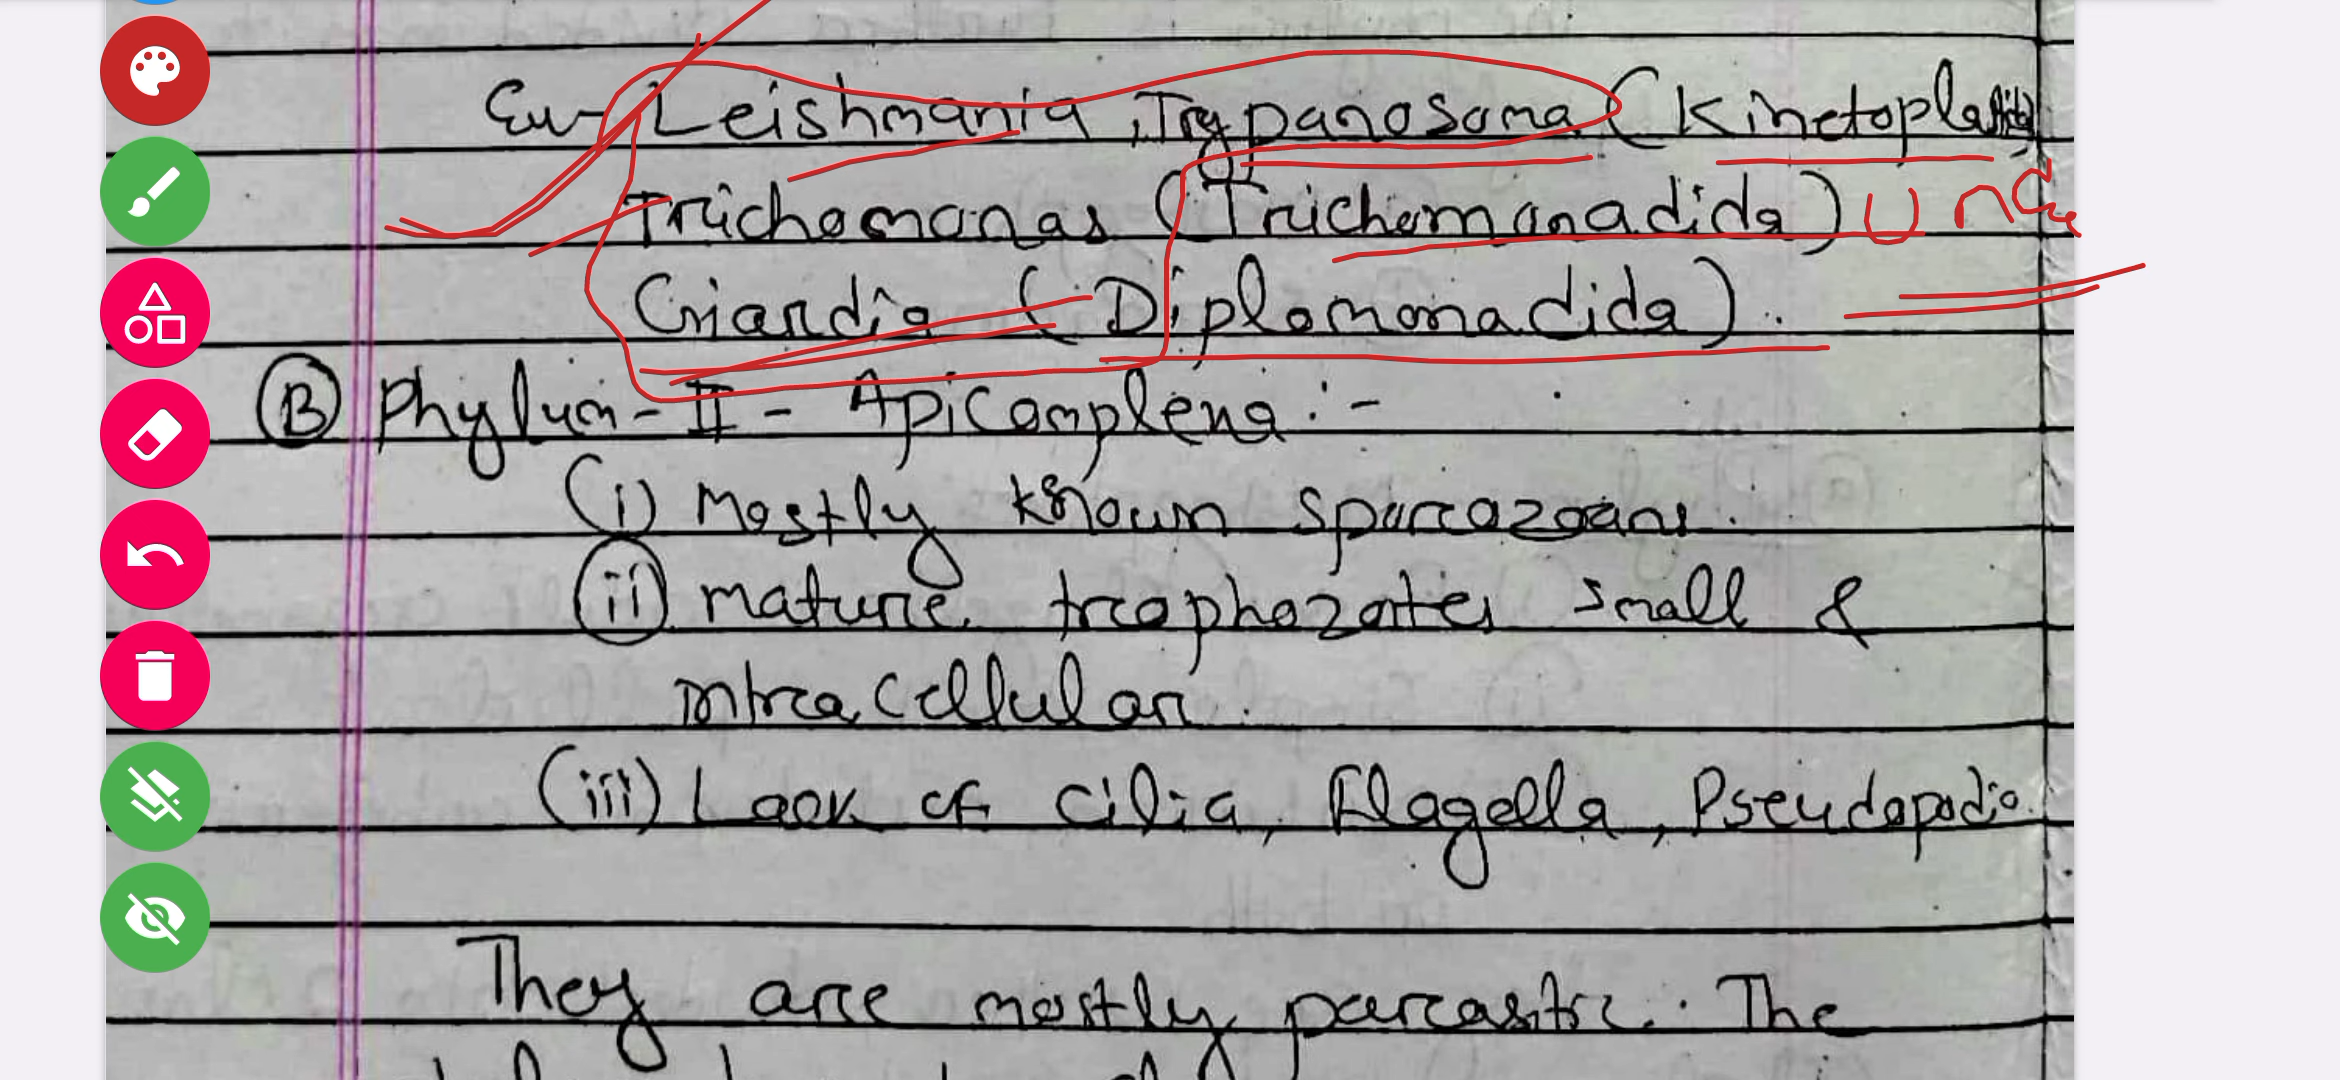 Ex- Leishmania, Trypanosoma (Kinetoplastida)
Trichomonas (Trichomonadida)
Giardia (Diplomonadida).
(B) Phylum - II - Apicomplexa :-
(i) Mostly known sporozoans.
(ii) mature trophozoites small &
intracellular.
(iii) Lack of cilia, Flagella, Pseudopodia.
They are mostly parasitic. The